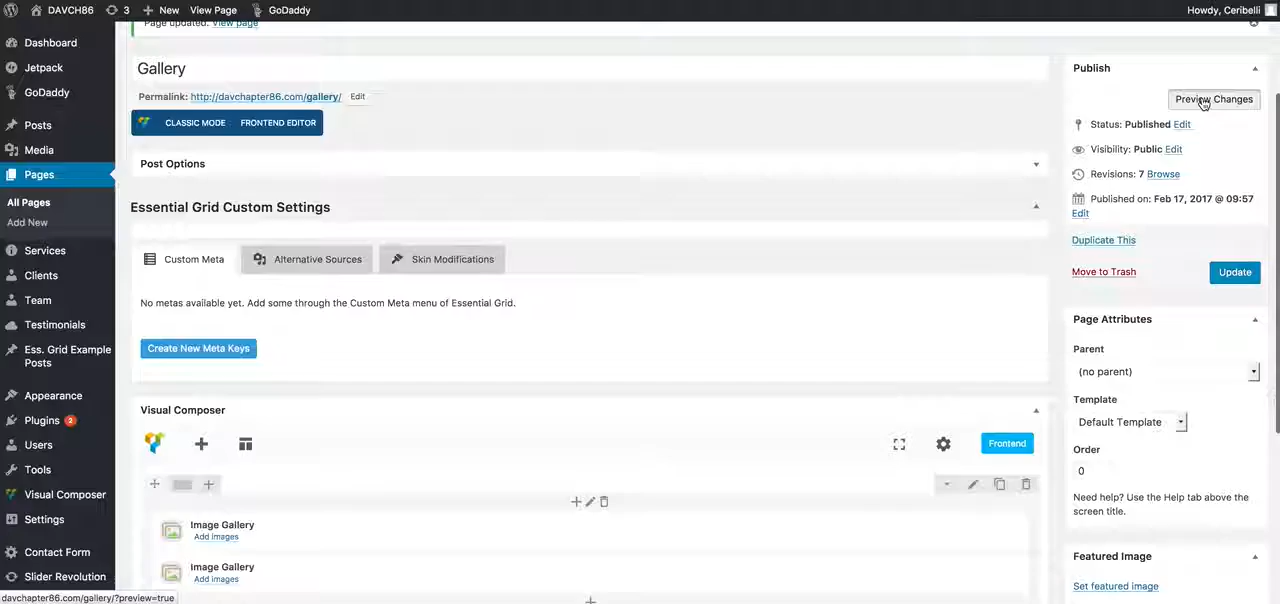 DAVCH86 3 New View Page GoDaddy Howdy, Ceribelli
Page updated. View page
Dashboard
Jetpack
GoDaddy
Posts
Media
Pages
All Pages
Add New
Services
Clients
Team
Testimonials
Ess. Grid Example
Posts
Appearance
Plugins 2
Users
Tools
Visual Composer
Settings
Contact Form
Slider Revolution
davchapter86.com/gallery/?preview=true
Gallery
Permalink: http://davchapter86.com/gallery/ Edit
CLASSIC MODE FRONTEND EDITOR
Post Options
Essential Grid Custom Settings
Custom Meta Alternative Sources Skin Modifications
No metas available yet. Add some through the Custom Meta menu of Essential Grid.
Create New Meta Keys
Visual Composer
Frontend
Image Gallery
Add images
Image Gallery
Add images
Publish
Preview Changes
Status: Published Edit
Visibility: Public Edit
Revisions: 7 Browse
Published on: Feb 17, 2017 @ 09:57
Edit
Duplicate This
Move to Trash Update
Page Attributes
Parent
(no parent)
Template
Default Template
Order
0
Need help? Use the Help tab above the
screen title.
Featured Image
Set featured image